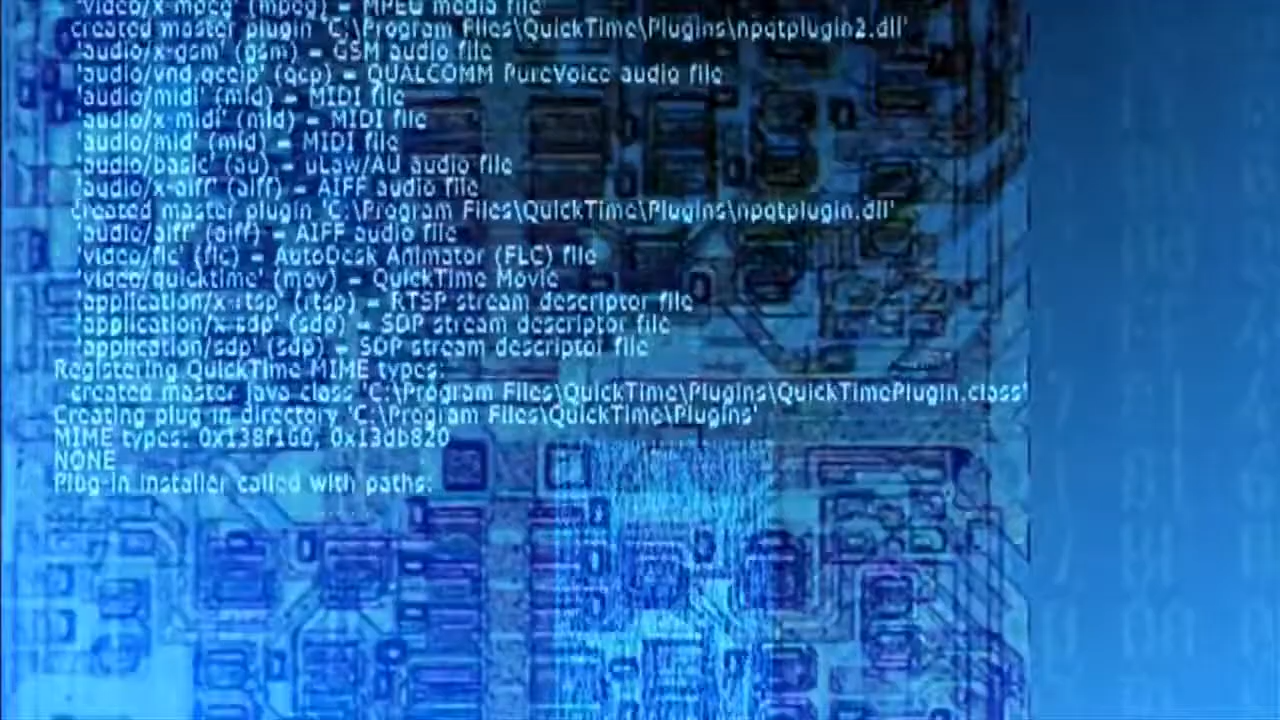 'video/x-mpeg' (mpeg) = MPEG media file
created master plugin 'C:\Program Files\QuickTime\Plugins\npqtplugin2.dll'
'audio/x-gsm' (gsm) = GSM audio file
'audio/vnd.qcelp' (qcp) = QUALCOMM PureVoice audio file
'audio/midi' (mid) = MIDI file
'audio/x-midi' (mid) = MIDI file
'audio/mid' (mid) = MIDI file
'audio/basic' (au) = uLaw/AU audio file
'audio/x-aiff' (aiff) = AIFF audio file
created master plugin 'C:\Program Files\QuickTime\Plugins\npqtplugin.dll'
'audio/aiff' (aiff) = AIFF audio file
'video/flc' (flc) = AutoDesk Animator (FLC) file
'video/quicktime' (mov) = QuickTime Movie
'application/x-rtsp' (rtsp) = RTSP stream descriptor file
'application/x-sdp' (sdp) = SDP stream descriptor file
'application/sdp' (sdp) = SDP stream descriptor file
Registering QuickTime MIME types:
created master java class 'C:\Program Files\QuickTime\Plugins\QuickTimePlugin.class'
Creating plug-in directory 'C:\Program Files\QuickTime\Plugins'
MIME types: 0x138f160, 0x13db820
NONE
Plug-in installer called with paths: